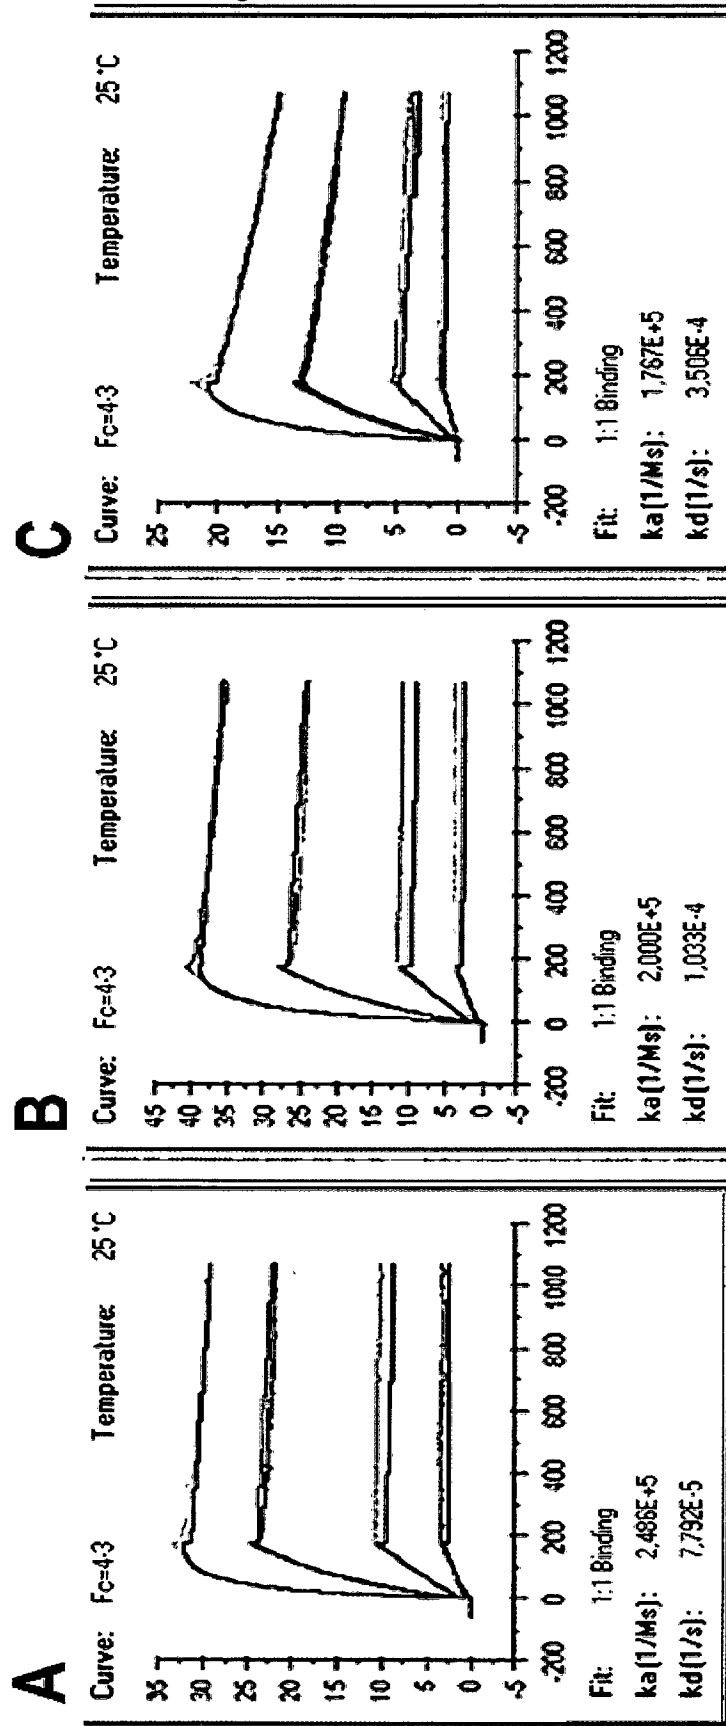 A
Curve: Fc=4-3 Temperature: 25 °C
35
30
25
20
15
10
5
0
-5
-200 0 200 400 600 800 1000 1200
Fit: 1:1 Binding
ka(1/Ms): 2,486E+5
kd(1/s): 7,792E-5
B
Curve: Fc=4-3 Temperature: 25 °C
45
40
35
30
25
20
15
10
5
0
-5
-200 0 200 400 600 800 1000 1200
Fit: 1:1 Binding
ka(1/Ms): 2,000E+5
kd(1/s): 1,033E-4
C
Curve: Fc=4-3 Temperature: 25 °C
25
20
15
10
5
0
-5
-200 0 200 400 600 800 1000 1200
Fit: 1:1 Binding
ka(1/Ms): 1,767E+5
kd(1/s): 3,506E-4